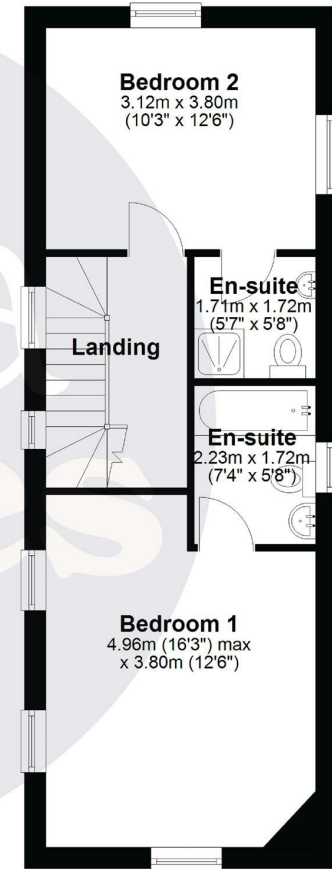 Bedroom 2
3.12m x 3.80m
(10'3" x 12'6")
En-suite
1.71m x 1.72m
(5'7" x 5'8")
Landing
En-suite
2.23m x 1.72m
(7'4" x 5'8")
Bedroom 1
4.96m (16'3") max
x 3.80m (12'6")